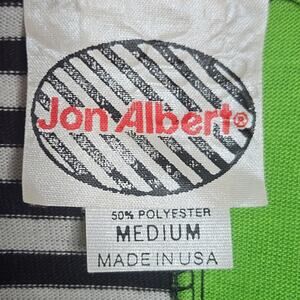 Jon Albert®
50% POLYESTER
MEDIUM
MADE IN USA